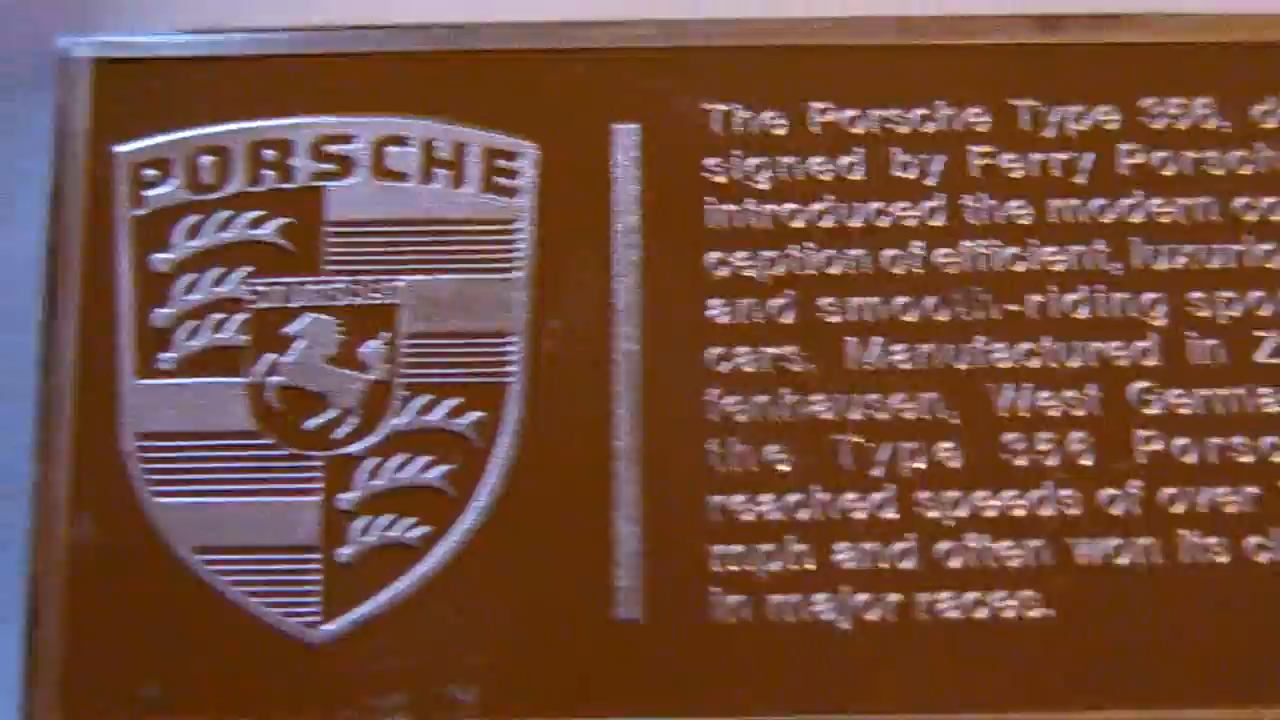 PORSCHE
The Porsche Type 356, d
signed by Ferry Porsch
introduced the modern co
ception of efficient, luxurio
and smooth-riding spo
cars. Manufactured in Z
fenhausen, West Germa
the Type 356 Porsc
reached speeds of over
mph and often won its cl
in major races.